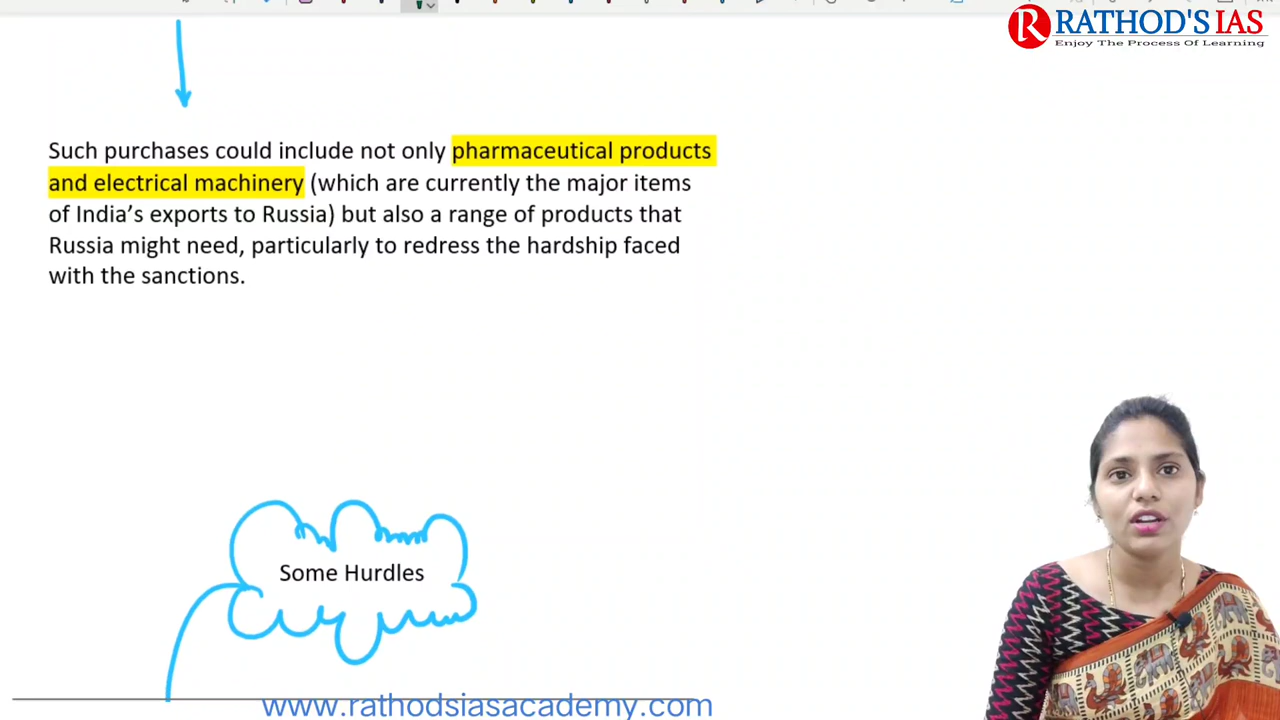 R RATHOD'S IAS
Enjoy The Process Of Learning
Such purchases could include not only pharmaceutical products
and electrical machinery (which are currently the major items
of India’s exports to Russia) but also a range of products that
Russia might need, particularly to redress the hardship faced
with the sanctions.
Some Hurdles
www.rathodsiasacademy.com